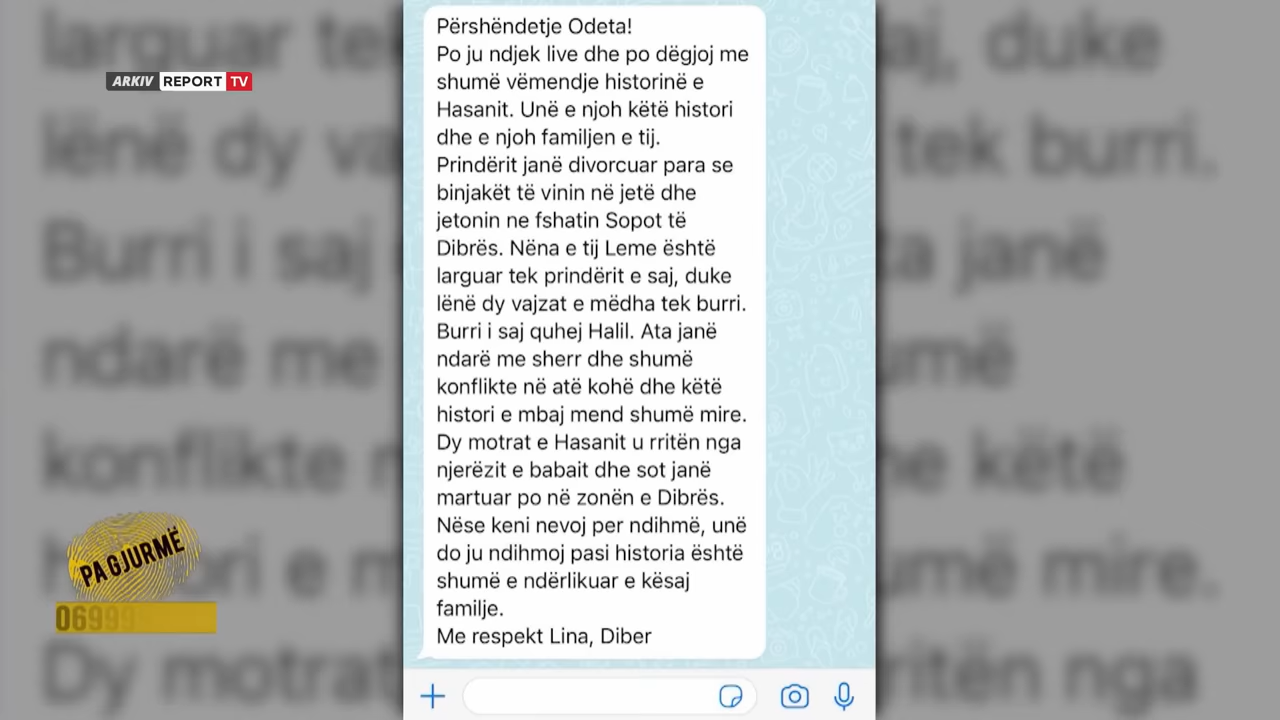 ARKIV REPORT TV
Përshëndetje Odeta!
Po ju ndjek live dhe po dëgjoj me
shumë vëmendje historinë e
Hasanit. Unë e njoh këtë histori
dhe e njoh familjen e tij.
Prindërit janë divorcuar para se
binjakët të vinin në jetë dhe
jetonin ne fshatin Sopot të
Dibrës. Nëna e tij Leme është
larguar tek prindërit e saj, duke
lënë dy vajzat e mëdha tek burri.
Burri i saj quhej Halil. Ata janë
ndarë me sherr dhe shumë
konflikte në atë kohë dhe këtë
histori e mbaj mend shumë mire.
Dy motrat e Hasanit u rritën nga
njerëzit e babait dhe sot janë
martuar po në zonën e Dibrës.
Nëse keni nevoj per ndihmë, unë
do ju ndihmoj pasi historia është
shumë e ndërlikuar e kësaj
familje.
Me respekt Lina, Diber
PA GJURMË
0699